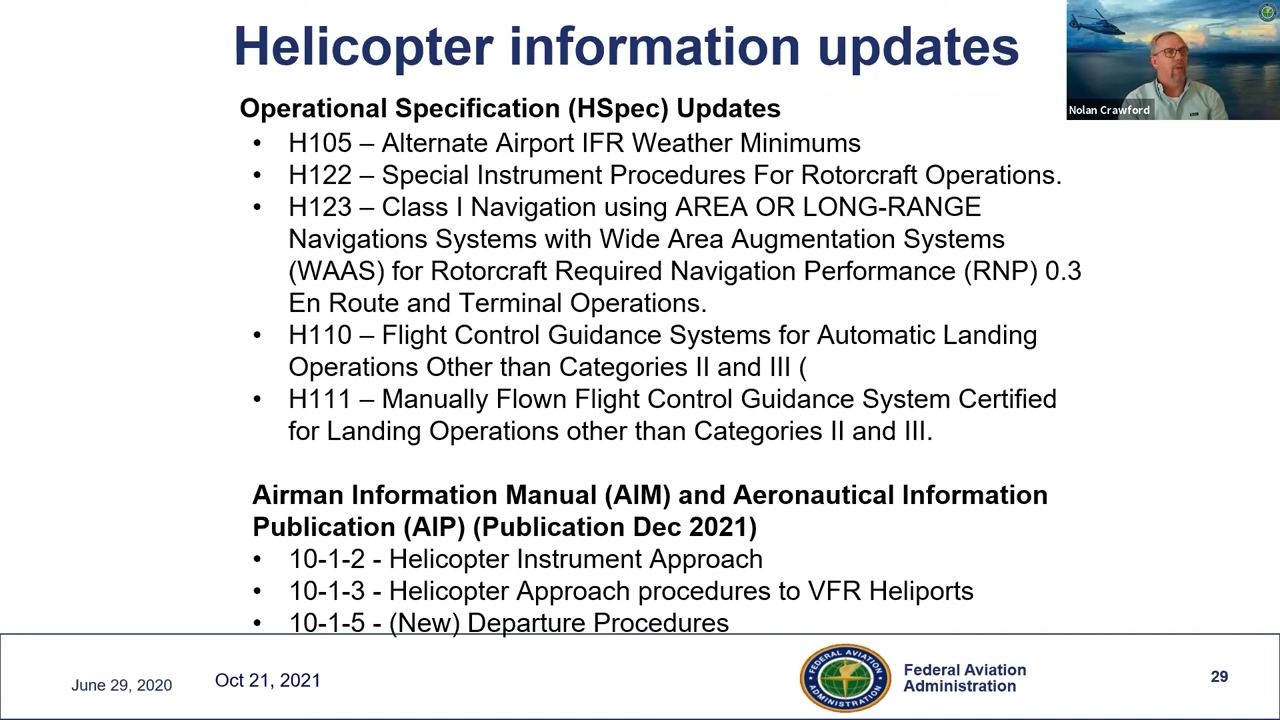 Helicopter information updates
Nolan Crawford
Operational Specification (HSpec) Updates
• H105 – Alternate Airport IFR Weather Minimums
• H122 – Special Instrument Procedures For Rotorcraft Operations.
• H123 – Class I Navigation using AREA OR LONG-RANGE
Navigations Systems with Wide Area Augmentation Systems
(WAAS) for Rotorcraft Required Navigation Performance (RNP) 0.3
En Route and Terminal Operations.
• H110 – Flight Control Guidance Systems for Automatic Landing
Operations Other than Categories II and III (
• H111 – Manually Flown Flight Control Guidance System Certified
for Landing Operations other than Categories II and III.
Airman Information Manual (AIM) and Aeronautical Information
Publication (AIP) (Publication Dec 2021)
• 10-1-2 - Helicopter Instrument Approach
• 10-1-3 - Helicopter Approach procedures to VFR Heliports
• 10-1-5 - (New) Departure Procedures
June 29, 2020
Oct 21, 2021
FEDERAL AVIATION
ADMINISTRATION
Federal Aviation
Administration
29